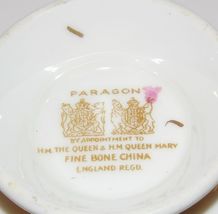 PARAGON
BY APPOINTMENT TO
H.M. THE QUEEN & H.M. QUEEN MARY
FINE BONE CHINA
ENGLAND REGD.